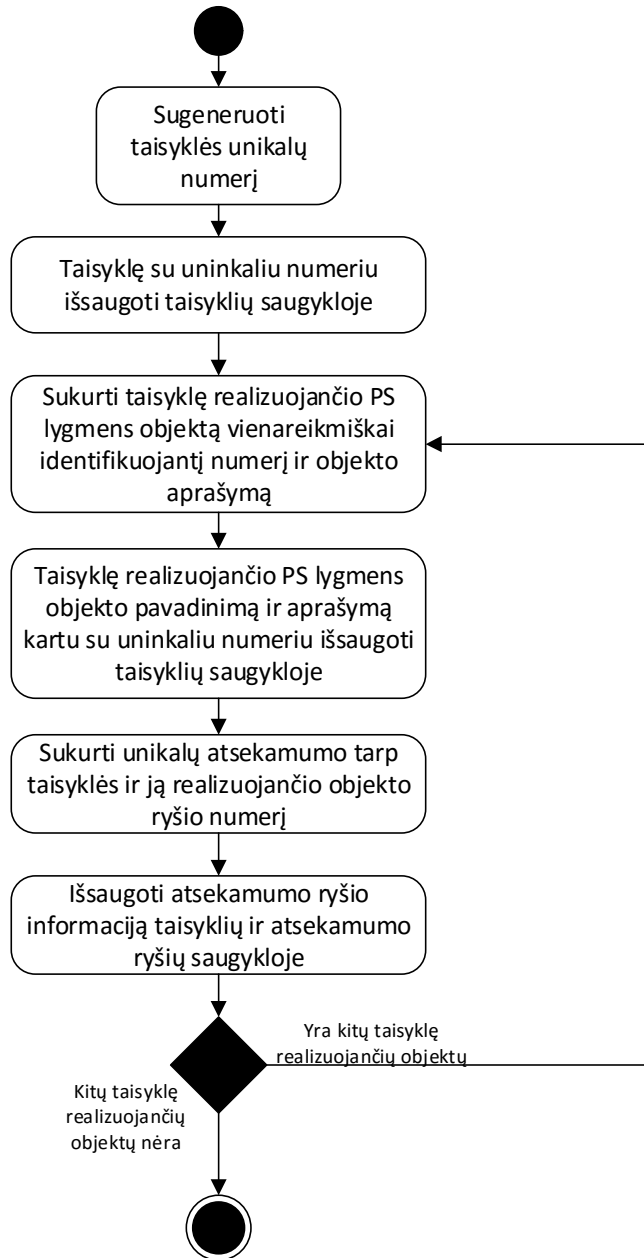 Sugeneruoti
taisyklės unikalų
numerį
Taisyklę su uninkaliu numeriu
išsaugoti taisyklių saugykloje
Sukurti taisyklę realizuojančio PS
lygmens objektą vienareikmiškai
identifikuojantį numerį ir objekto
aprašymą
Taisyklę realizuojančio PS lygmens
objekto pavadinimą ir aprašymą
kartu su uninkaliu numeriu išsaugoti
taisyklių saugykloje
Sukurti unikalų atsekamumo tarp
taisyklės ir ją realizuojančio objekto
ryšio numerį
Išsaugoti atsekamumo ryšio
informaciją taisyklių ir atsekamumo
ryšių saugykloje
Yra kitų taisyklę
realizuojančių objektų
Kitų taisyklę
realizuojančių
objektų nėra